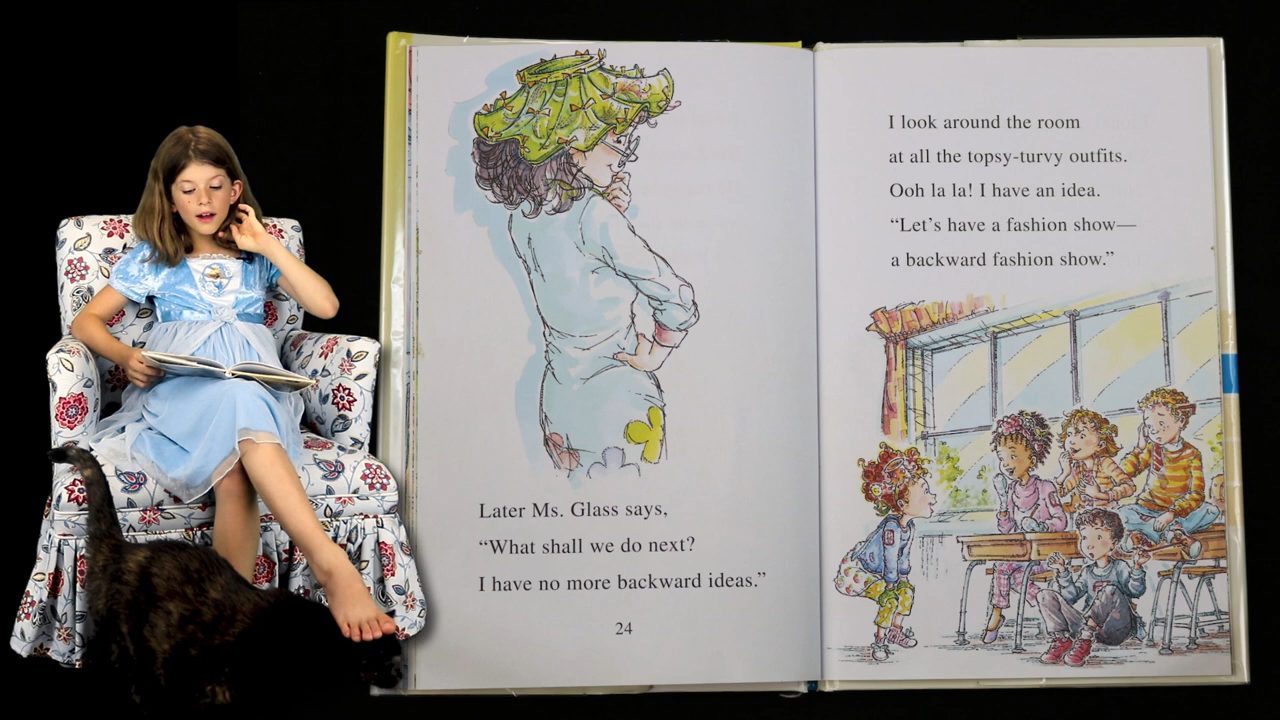 Later Ms. Glass says,
“What shall we do next?
I have no more backward ideas.”
24
I look around the room
at all the topsy-turvy outfits.
Ooh la la! I have an idea.
“Let’s have a fashion show—
a backward fashion show.”